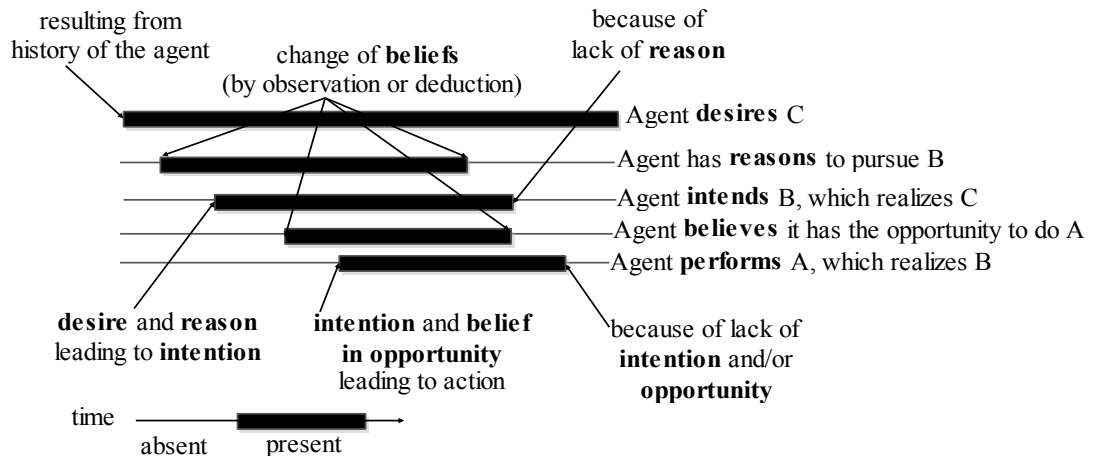 resulting from
history of the agent
change of beliefs
(by observation or deduction)
because of
lack of reason
Agent desires C
Agent has reasons to pursue B
Agent intends B, which realizes C
Agent believes it has the opportunity to do A
Agent performs A, which realizes B
desire and reason
leading to intention
intention and belief
in opportunity
leading to action
because of lack of
intention and/or
opportunity
time
absent
present